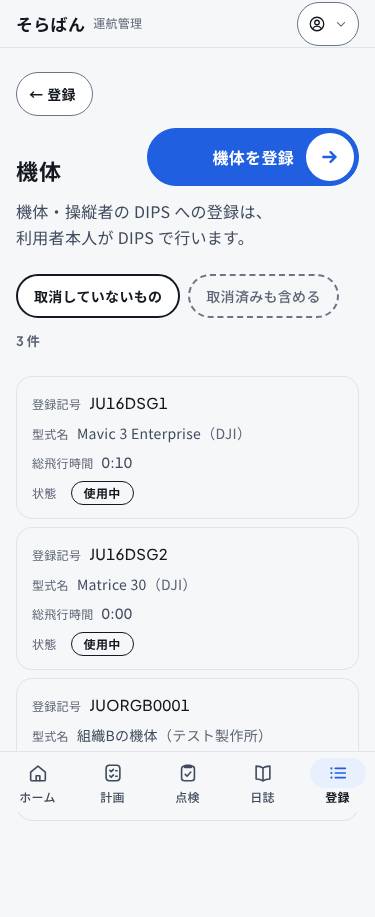 そらばん 運航管理
← 登録
機体を登録 →
機体
機体・操縦者の DIPS への登録は、
利用者本人が DIPS で行います。
取消していないもの 取消済みも含める
3 件
登録記号 JU16DSG1
型式名 Mavic 3 Enterprise（DJI）
総飛行時間 0:10
状態 使用中
登録記号 JU16DSG2
型式名 Matrice 30（DJI）
総飛行時間 0:00
状態 使用中
登録記号 JUORGB0001
型式名 組織Bの機体（テスト製作所）
ホーム 計画 点検 日誌 登録